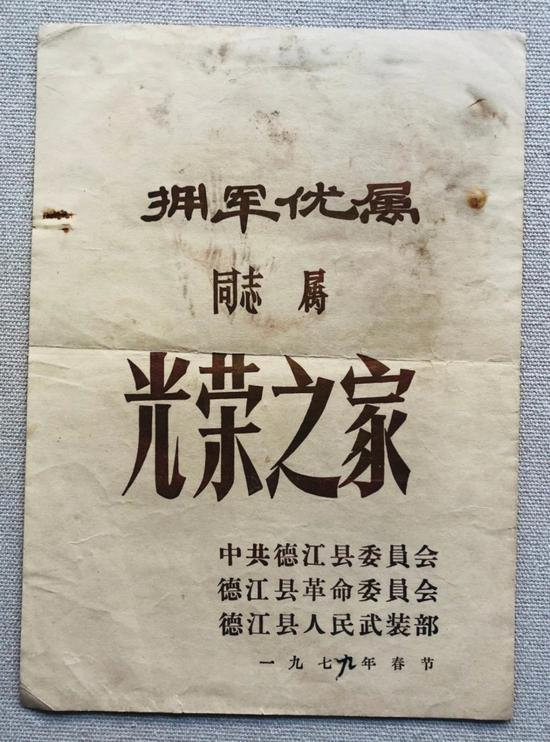 拥军优属
同志 属
光荣之家
中共德江县委員会
德江县革命委員会
德江县人民武装部
一九七九年春节